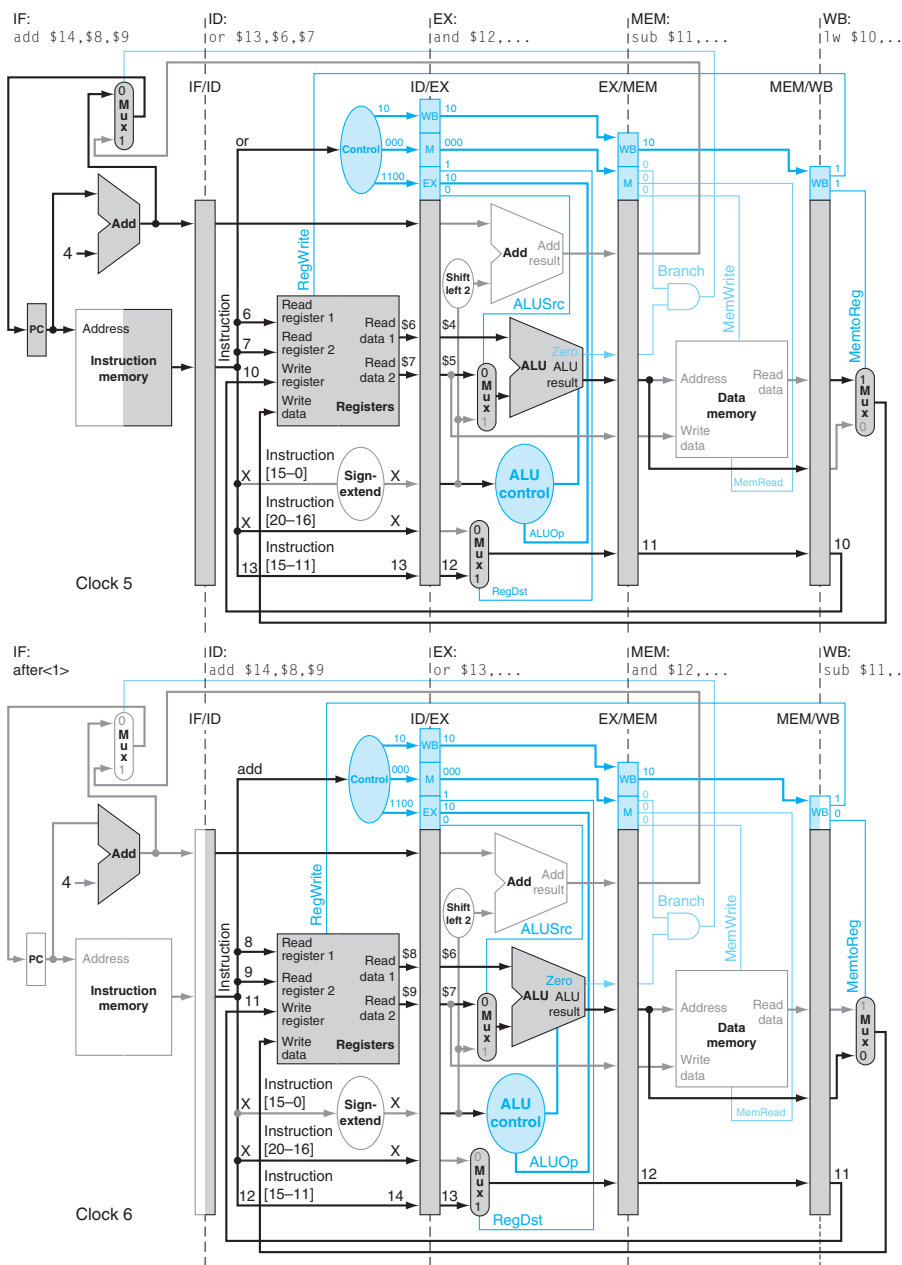 IF: ID: EX: MEM: WB:
add $14,$8,$9 or $13,$6,$7 and $12,... sub $11,... lw $10,...
IF/ID ID/EX EX/MEM MEM/WB
0
Mux
1
or
Control
10 WB 10
000 M 000
1100 EX
1
10
0
WB 10
M
0
0
0
WB
1
1
Add
4
PC
Address
Instruction memory
Instruction
RegWrite
6 Read register 1
7 Read register 2
10 Write register
Write data
Registers
Read data 1 $6 $4
Read data 2 $7 $5
Shift left 2
Add
Add result
ALUSrc
0
Mux
1
Zero
ALU
ALU result
Branch
MemWrite
Address
Read data
Data memory
Write data
MemRead
MemtoReg
1
Mux
0
X Instruction [15–0] Sign-extend X
X Instruction [20–16] X
13 Instruction [15–11] 13 12
ALU control
ALUOp
0
Mux
1
RegDst
11
10
Clock 5
IF: ID: EX: MEM: WB:
after<1> add $14,$8,$9 or $13,... and $12,... sub $11,..
IF/ID ID/EX EX/MEM MEM/WB
0
Mux
1
add
Control
10 WB 10
000 M 000
1100 EX
1
10
0
WB 10
M
0
0
0
WB
1
0
Add
4
PC
Address
Instruction memory
Instruction
RegWrite
8 Read register 1
9 Read register 2
11 Write register
Write data
Registers
Read data 1 $8 $6
Read data 2 $9 $7
Shift left 2
Add
Add result
ALUSrc
0
Mux
1
Zero
ALU
ALU result
Branch
MemWrite
Address
Read data
Data memory
Write data
MemRead
MemtoReg
1
Mux
0
X Instruction [15–0] Sign-extend X
X Instruction [20–16] X
12 Instruction [15–11] 14 13
ALU control
ALUOp
0
Mux
1
RegDst
12
11
Clock 6